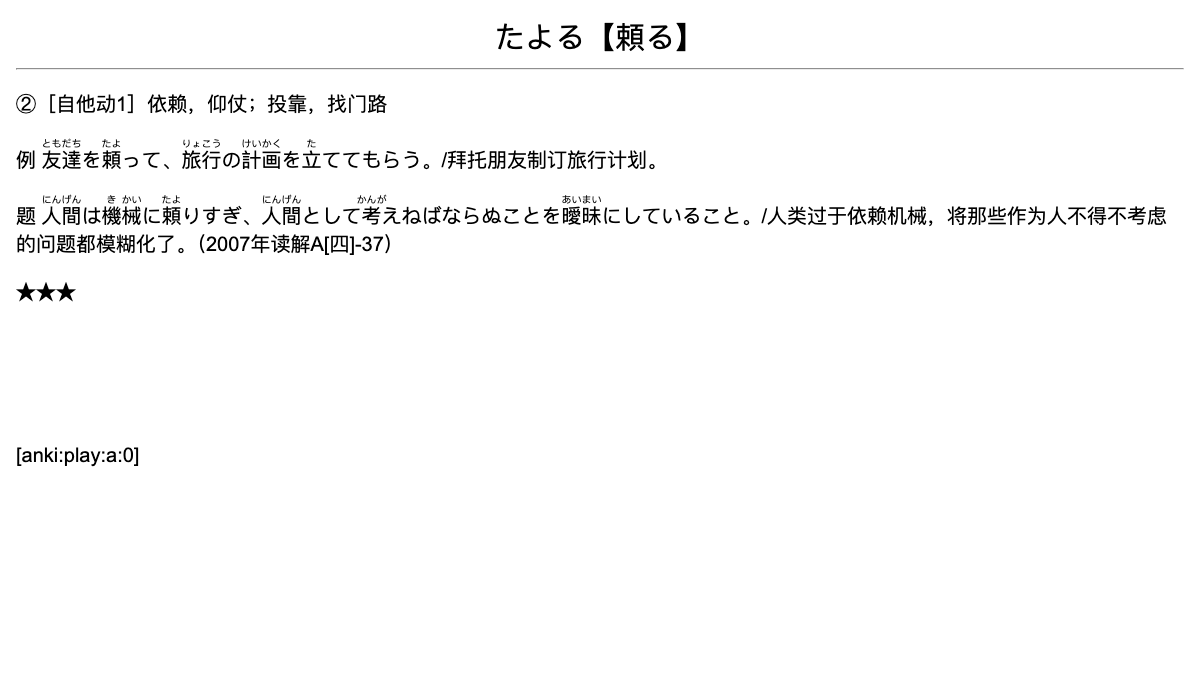 たよる【頼る】
②［自他动1］依赖，仰仗；投靠，找门路
例 友達を頼って、旅行の計画を立ててもらう。/拜托朋友制订旅行计划。
ともだち たよ りょこう けいかく た
题 人間は機械に頼りすぎ、人間として考えねばならぬことを曖昧にしていること。/人类过于依赖机械，将那些作为人不得不考虑
にんげん き かい たよ にんげん かんが あいまい
的问题都模糊化了。（2007年读解A[四]-37）
★★★
[anki:play:a:0]